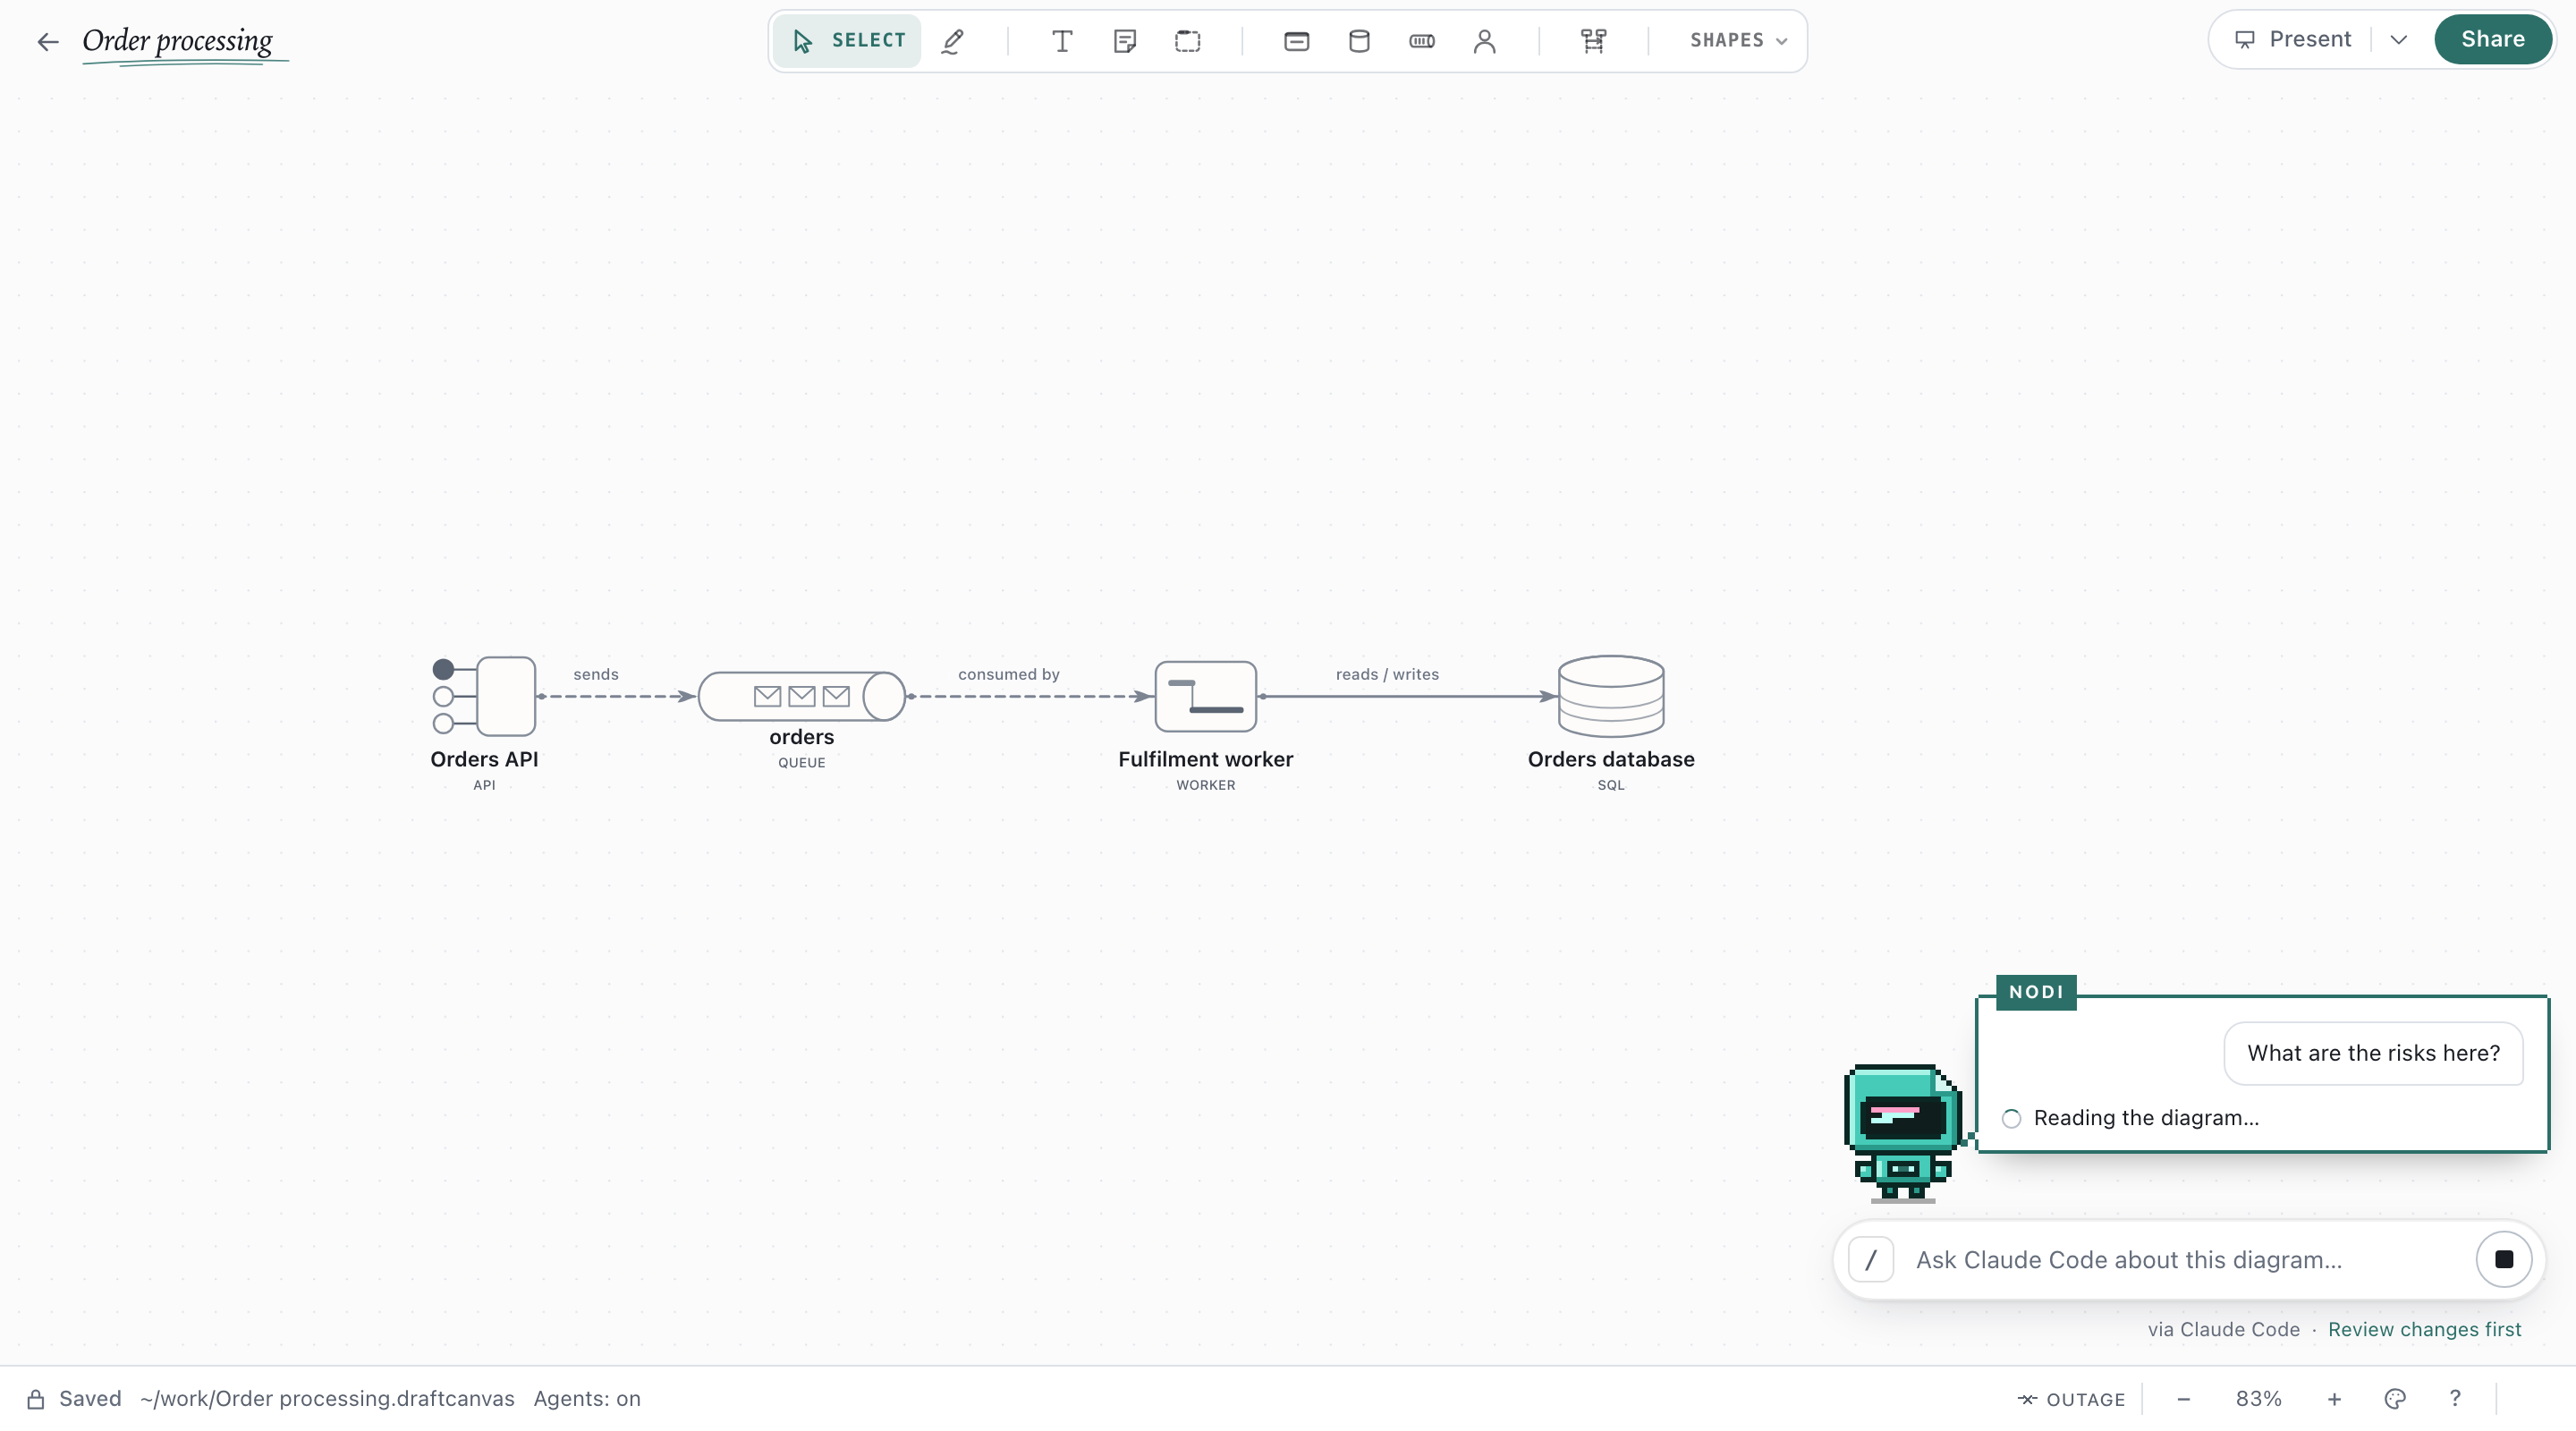 Order processing
SELECT
SHAPES
Present
Share
sends
consumed by
reads / writes
orders
QUEUE
Orders API
API
Fulfilment worker
WORKER
Orders database
SQL
NODI
What are the risks here?
Reading the diagram...
/
Ask Claude Code about this diagram...
via Claude Code · Review changes first
Saved ~/work/Order processing.draftcanvas Agents: on
OUTAGE − 83% + ?